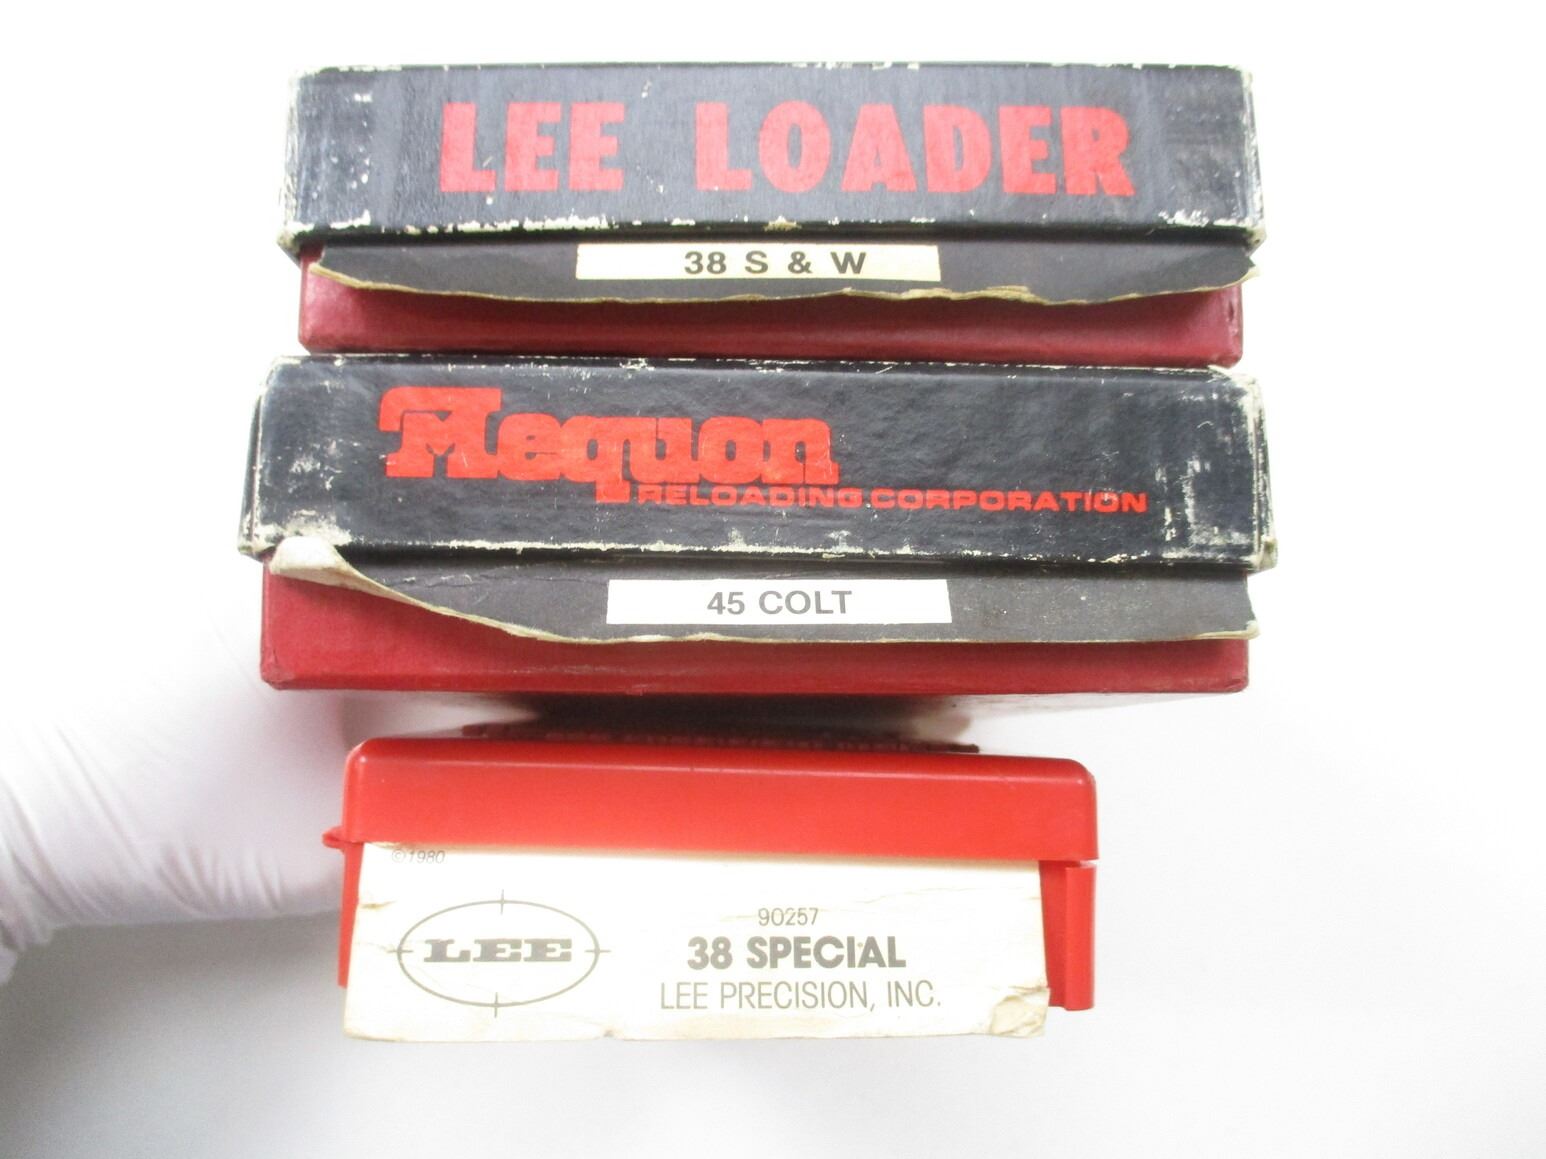 LEE LOADER
38 S & W
Mequon
RELOADING CORPORATION
45 COLT
©1980
LEE
90257
38 SPECIAL
LEE PRECISION, INC.